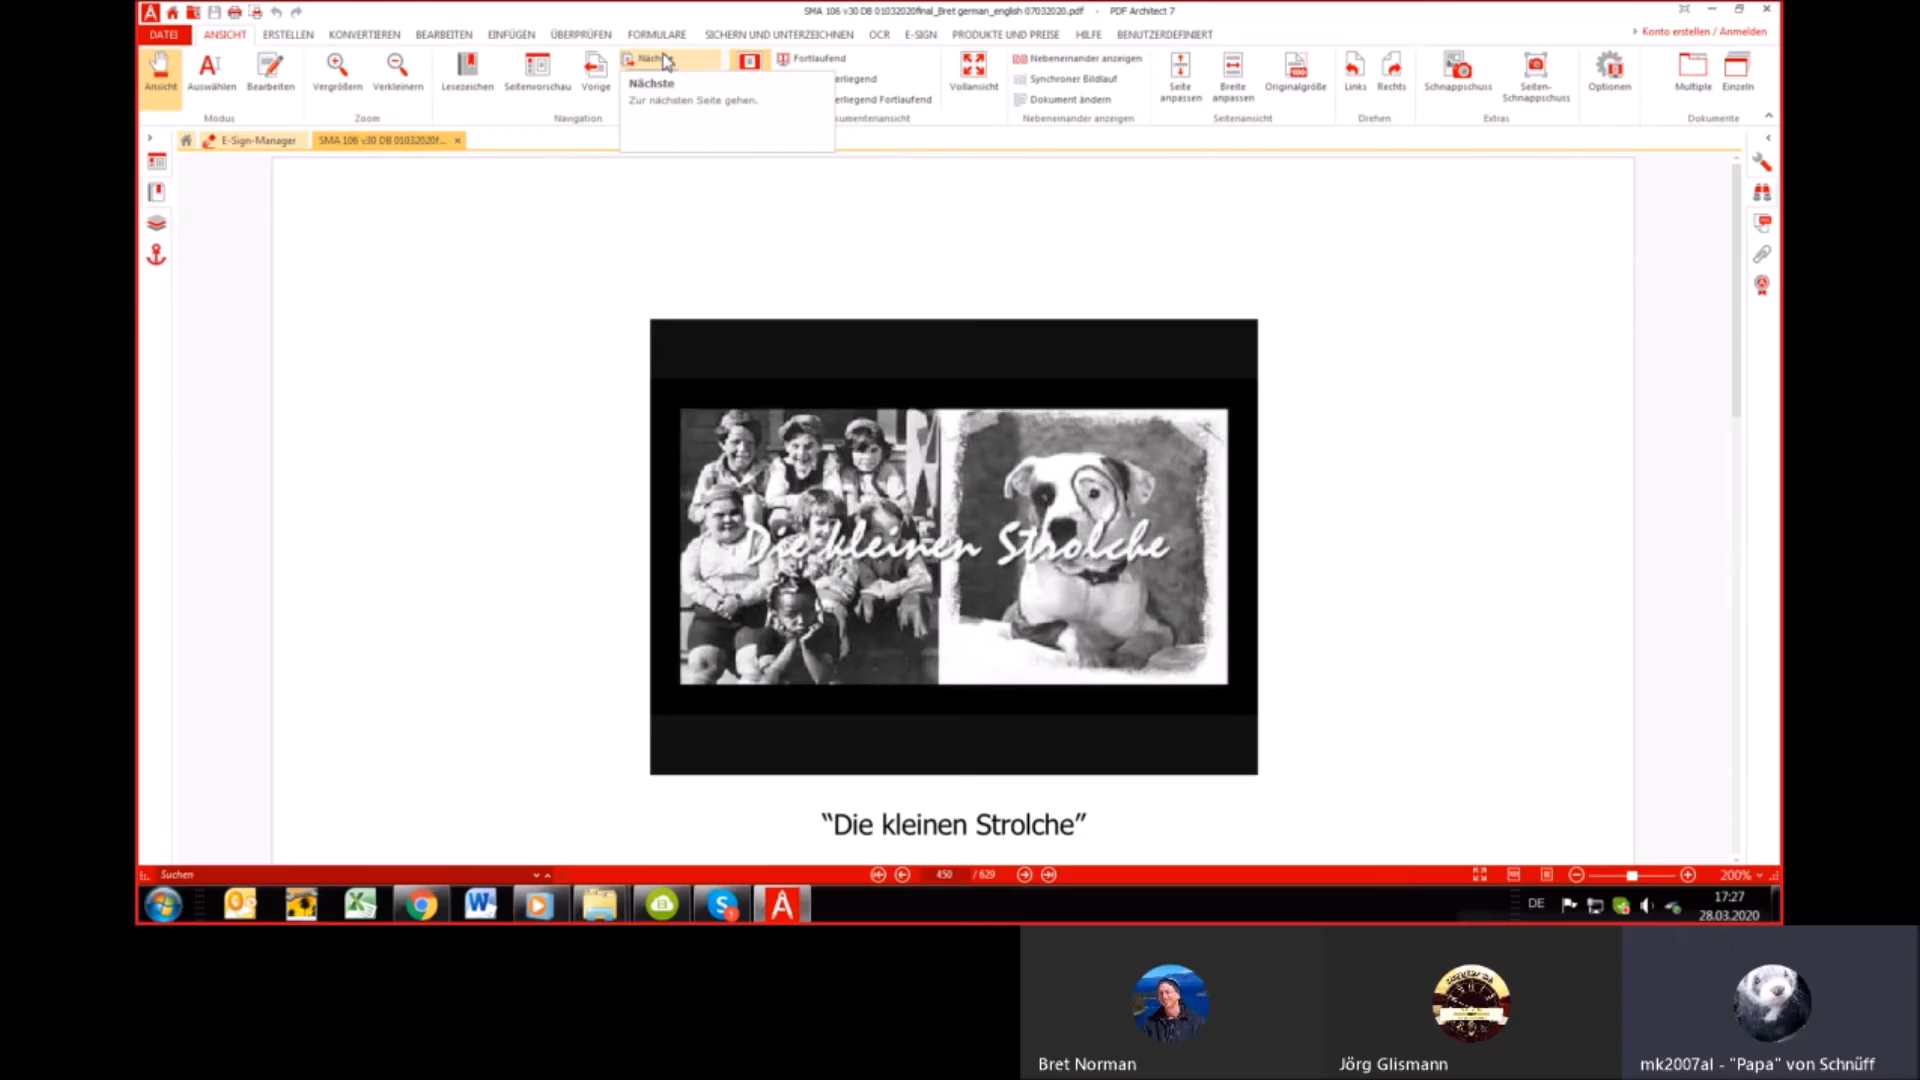 SMA 106 v30 DB 01032020final_Bret german_english 07032020.pdf - PDF Architect 7
DATEI ANSICHT ERSTELLEN KONVERTIEREN BEARBEITEN EINFÜGEN ÜBERPRÜFEN FORMULARE SICHERN UND UNTERZEICHNEN OCR E-SIGN PRODUKTE UND PREISE HILFE BENUTZERDEFINIERT Konto erstellen / Anmelden
Ansicht Auswählen Bearbeiten Vergrößern Verkleinern Lesezeichen Seitenvorschau Vorige
Fortlaufend
erliegend
erliegend Fortlaufend
Vollansicht
Nebeneinander anzeigen
Synchroner Bildlauf
Dokument ändern
Seite anpassen
Breite anpassen
Originalgröße
Links Rechts
Schnappschuss
Seiten-Schnappschuss
Optionen
Multiple Einzeln
Nächste
Zur nächsten Seite gehen.
Modus Zoom Navigation umentenansicht Nebeneinander anzeigen Seitenansicht Drehen Extras Dokumente
E-Sign-Manager SMA 106 v30 DB 01032020f...
Die kleinen Strolche
“Die kleinen Strolche”
Suchen 450 / 629 200%
DE 17:27
28.03.2020
Bret Norman
Jörg Glismann
mk2007al - "Papa" von Schnüff